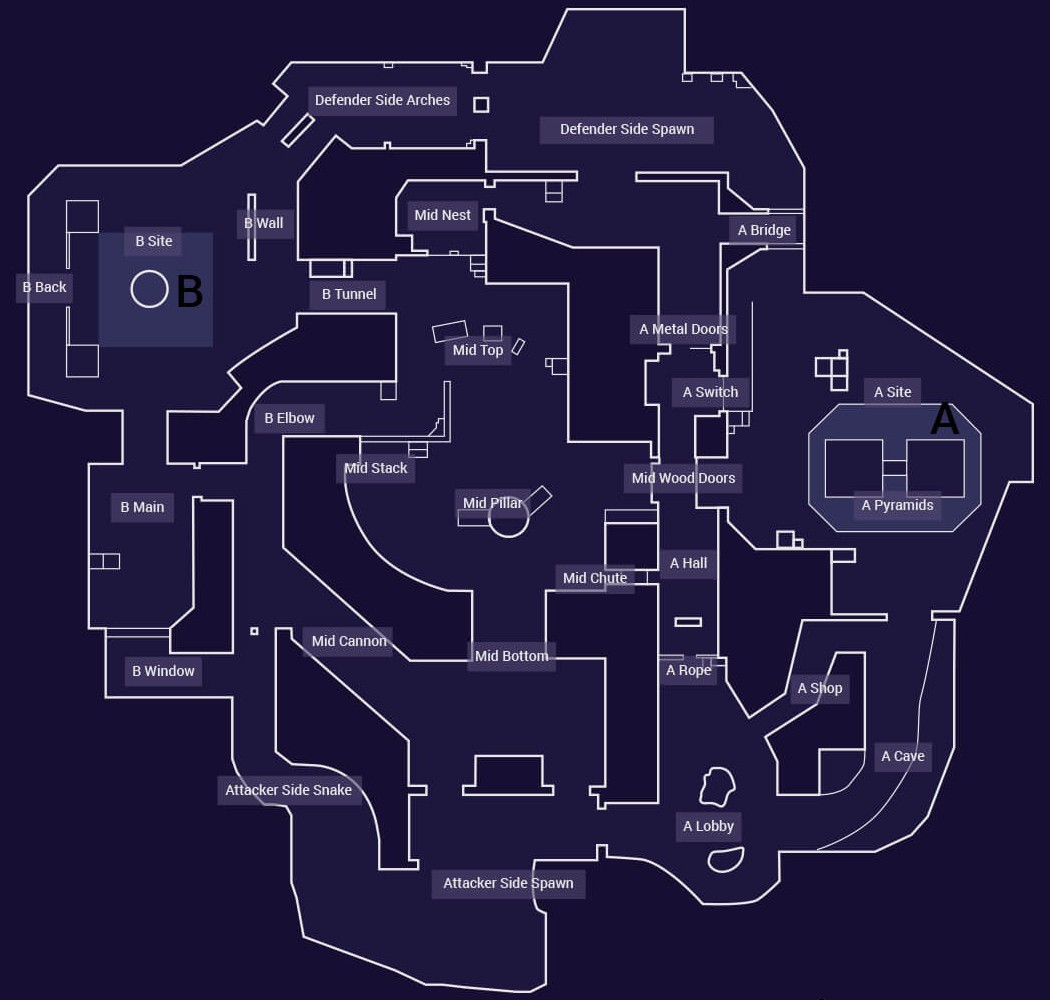 Defender Side Arches
Defender Side Spawn
Mid Nest
B Wall
A Bridge
B Site
B Back
B
B Tunnel
A Metal Doors
Mid Top
A Switch
A Site
A
B Elbow
Mid Stack
Mid Wood Doors
B Main
Mid Pillar
A Pyramids
A Hall
Mid Chute
Mid Cannon
Mid Bottom
B Window
A Rope
A Shop
A Cave
Attacker Side Snake
A Lobby
Attacker Side Spawn